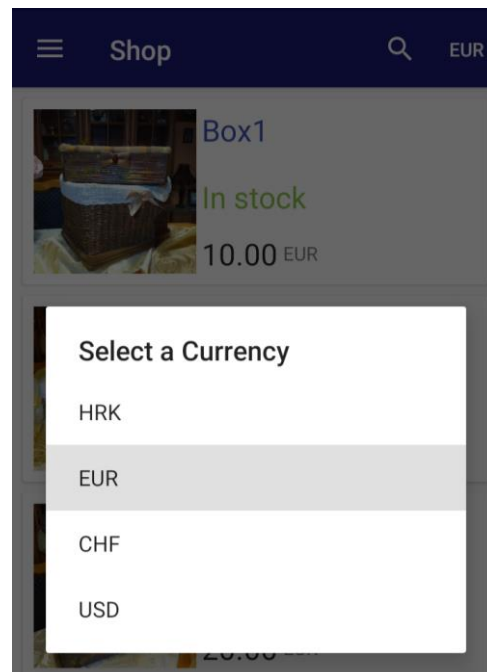 Shop EUR
Box1
In stock
10.00 EUR
Select a Currency
HRK
EUR
CHF
USD